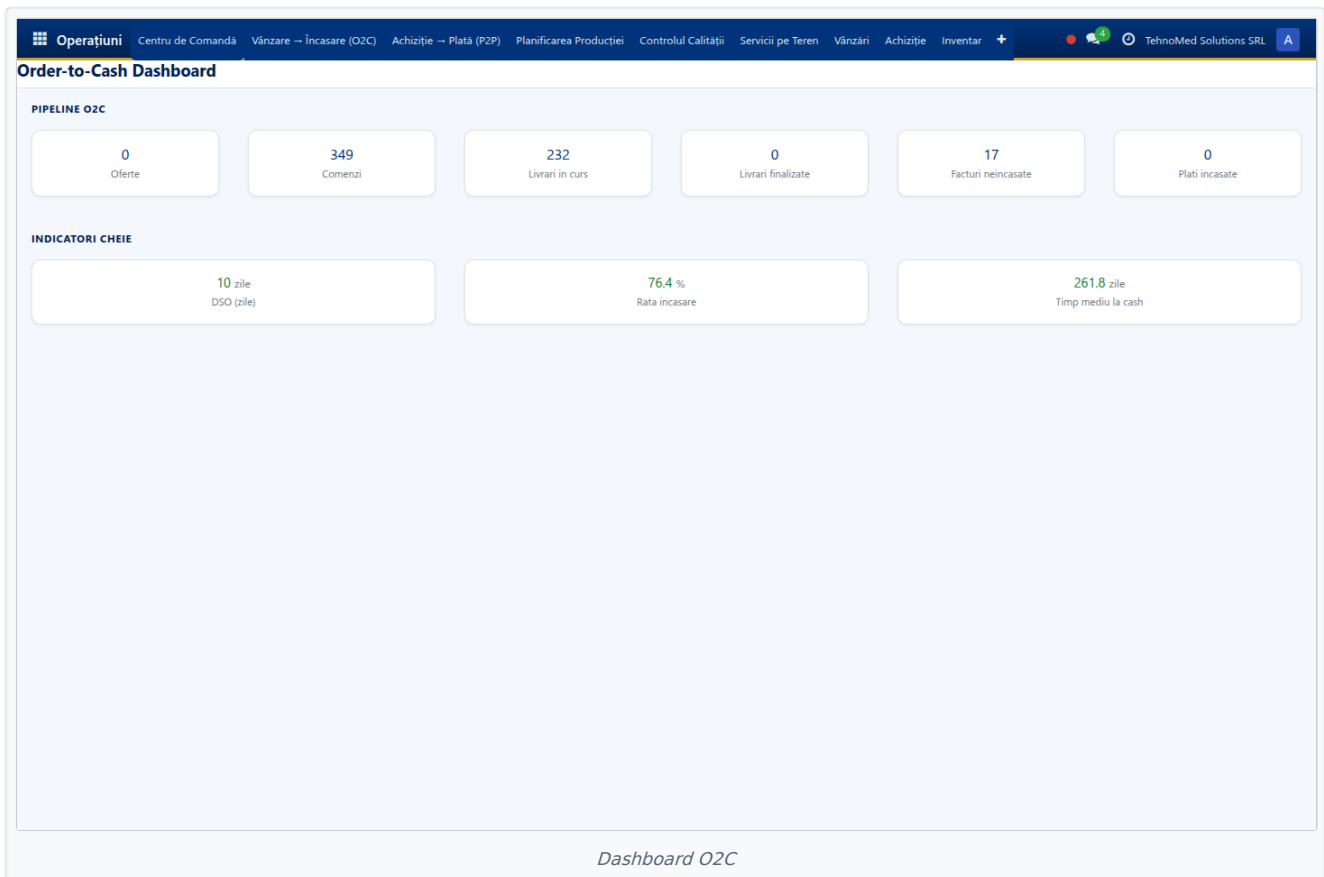 Operațiuni Centru de Comandă Vânzare → Încasare (O2C) Achiziție → Plată (P2P) Planificarea Producției Controlul Calității Servicii pe Teren Vânzări Achiziție Inventar + 4 TehnoMed Solutions SRL A
Order-to-Cash Dashboard
PIPELINE O2C
0 349 232 0 17 0
Oferte Comenzi Livrari in curs Livrari finalizate Facturi neincasate Plati incasate
INDICATORI CHEIE
10 zile 76.4 % 261.8 zile
DSO (zile) Rata incasare Timp mediu la cash
Dashboard O2C